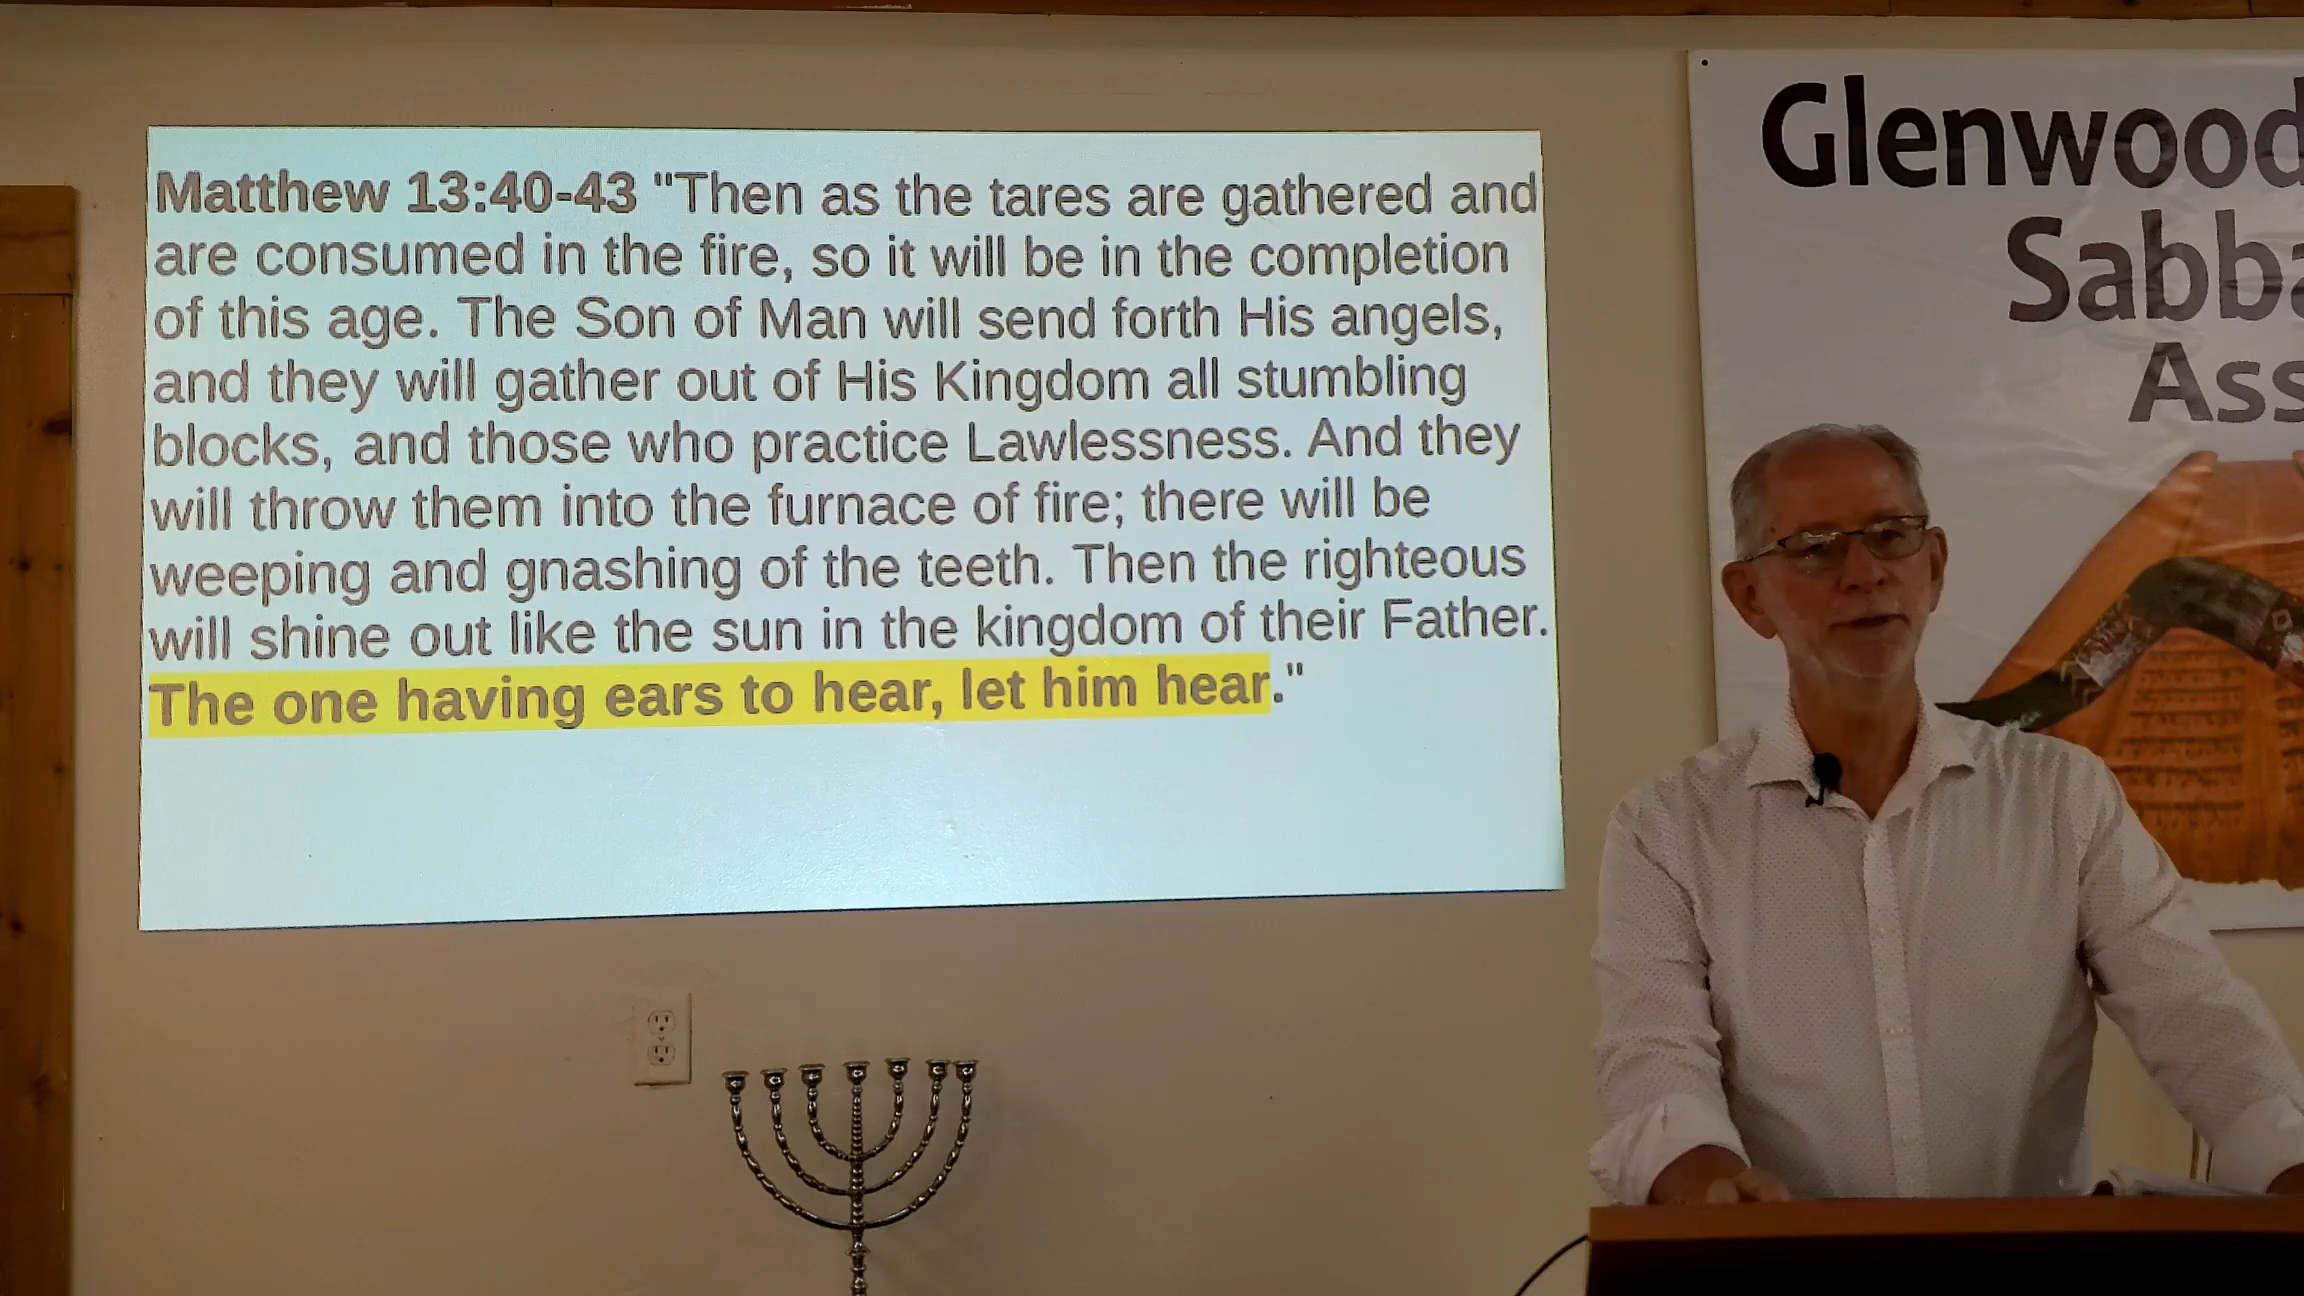 Matthew 13:40-43 "Then as the tares are gathered and
are consumed in the fire, so it will be in the completion
of this age. The Son of Man will send forth His angels,
and they will gather out of His Kingdom all stumbling
blocks, and those who practice Lawlessness. And they
will throw them into the furnace of fire; there will be
weeping and gnashing of the teeth. Then the righteous
will shine out like the sun in the kingdom of their Father.
The one having ears to hear, let him hear."
Glenwood
Sabba
Ass